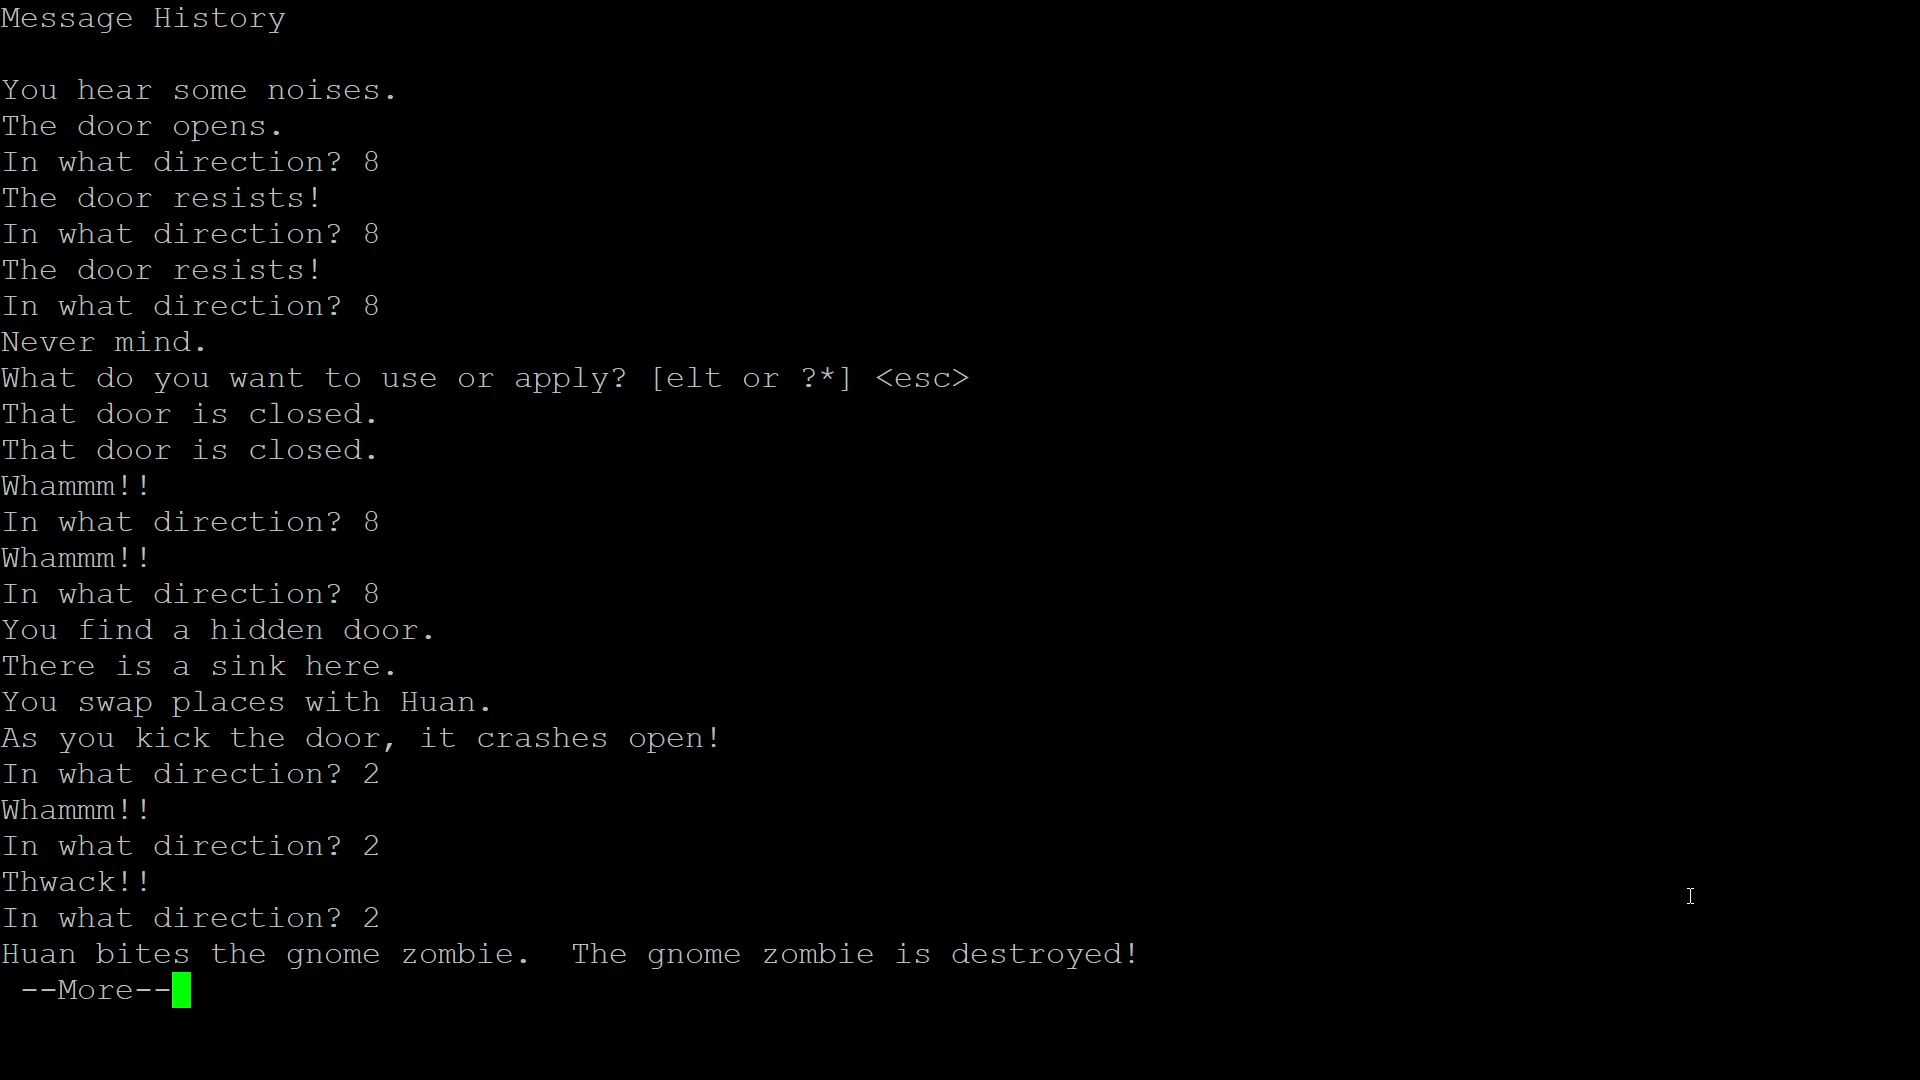 Message History
You hear some noises.
The door opens.
In what direction? 8
The door resists!
In what direction? 8
The door resists!
In what direction? 8
Never mind.
What do you want to use or apply? [elt or ?*] <esc>
That door is closed.
That door is closed.
Whammm!!
In what direction? 8
Whammm!!
In what direction? 8
You find a hidden door.
There is a sink here.
You swap places with Huan.
As you kick the door, it crashes open!
In what direction? 2
Whammm!!
In what direction? 2
Thwack!!
In what direction? 2
Huan bites the gnome zombie.  The gnome zombie is destroyed!
--More--